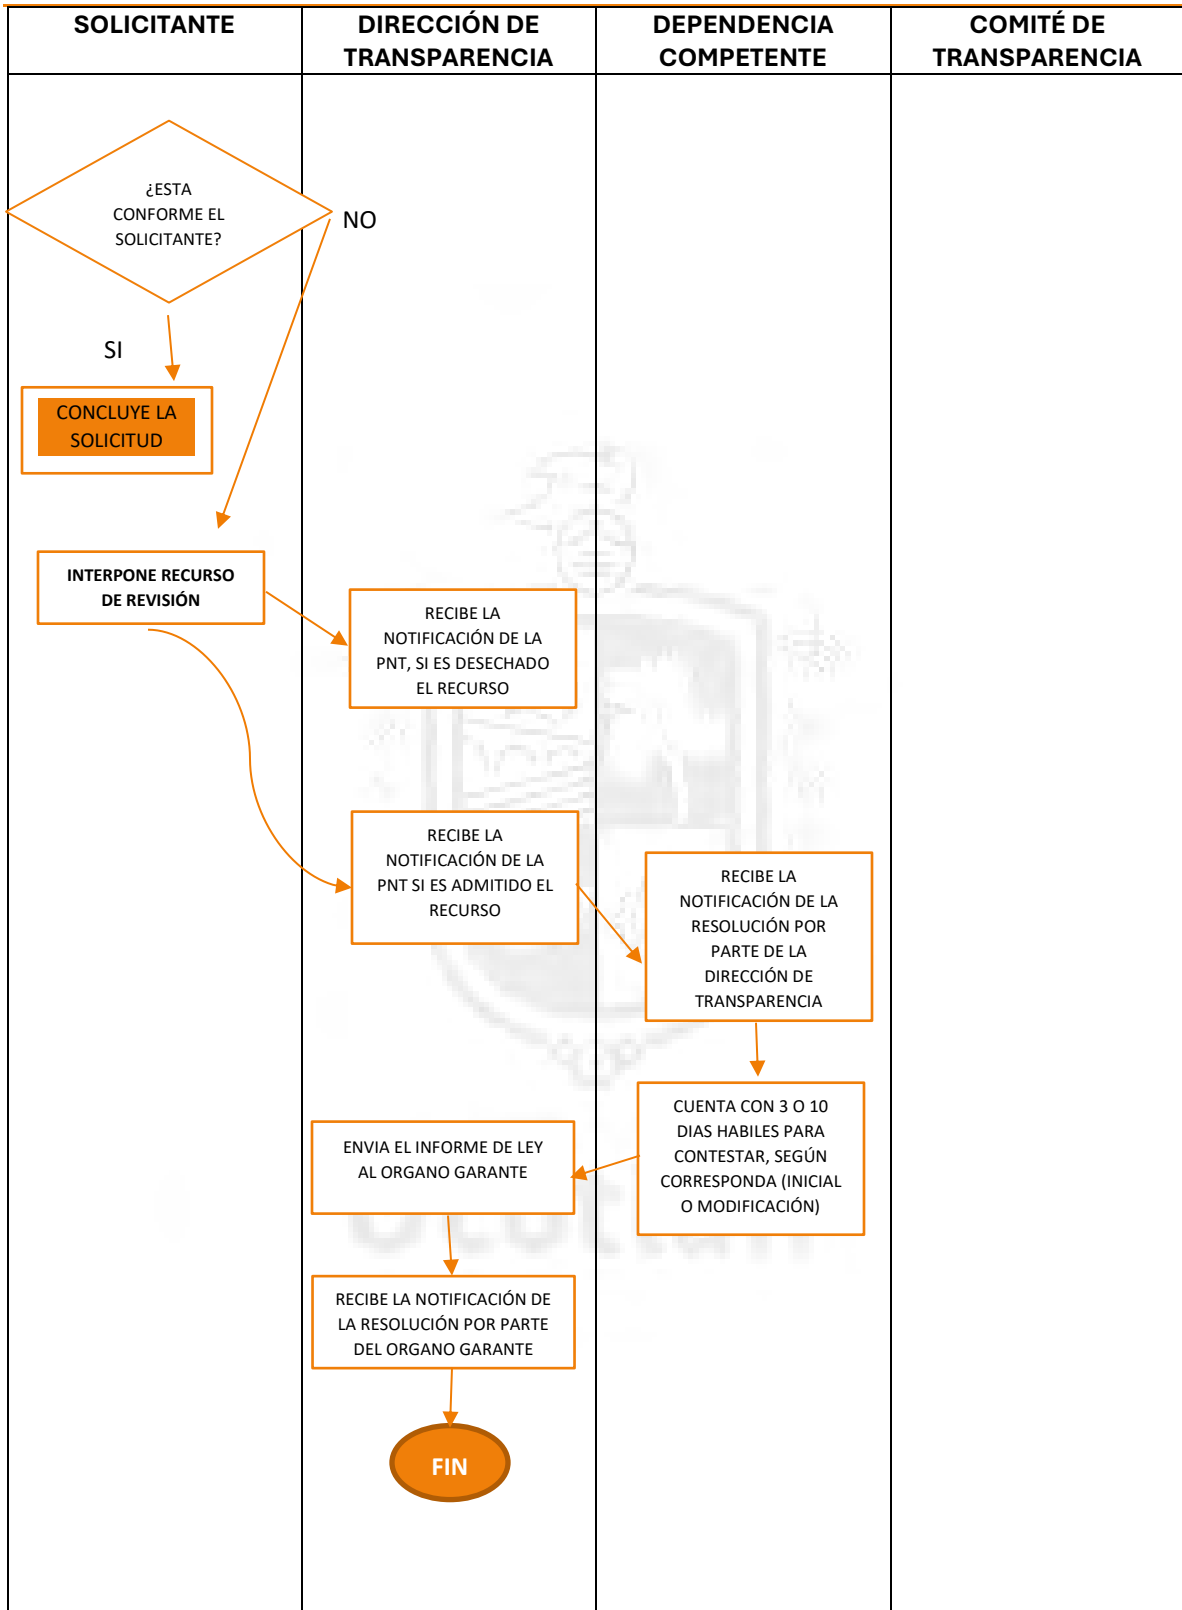 SOLICITANTE
DIRECCIÓN DE
TRANSPARENCIA
DEPENDENCIA
COMPETENTE
COMITÉ DE
TRANSPARENCIA
¿ESTA
CONFORME EL
SOLICITANTE?
NO
SI
CONCLUYE LA
SOLICITUD
INTERPONE RECURSO
DE REVISIÓN
RECIBE LA
NOTIFICACIÓN DE LA
PNT, SI ES DESECHADO
EL RECURSO
RECIBE LA
NOTIFICACIÓN DE LA
PNT SI ES ADMITIDO EL
RECURSO
RECIBE LA
NOTIFICACIÓN DE LA
RESOLUCIÓN POR
PARTE DE LA
DIRECCIÓN DE
TRANSPARENCIA
CUENTA CON 3 O 10
DIAS HABILES PARA
CONTESTAR, SEGÚN
CORRESPONDA (INICIAL
O MODIFICACIÓN)
ENVIA EL INFORME DE LEY
AL ORGANO GARANTE
RECIBE LA NOTIFICACIÓN DE
LA RESOLUCIÓN POR PARTE
DEL ORGANO GARANTE
FIN
Ocotlán